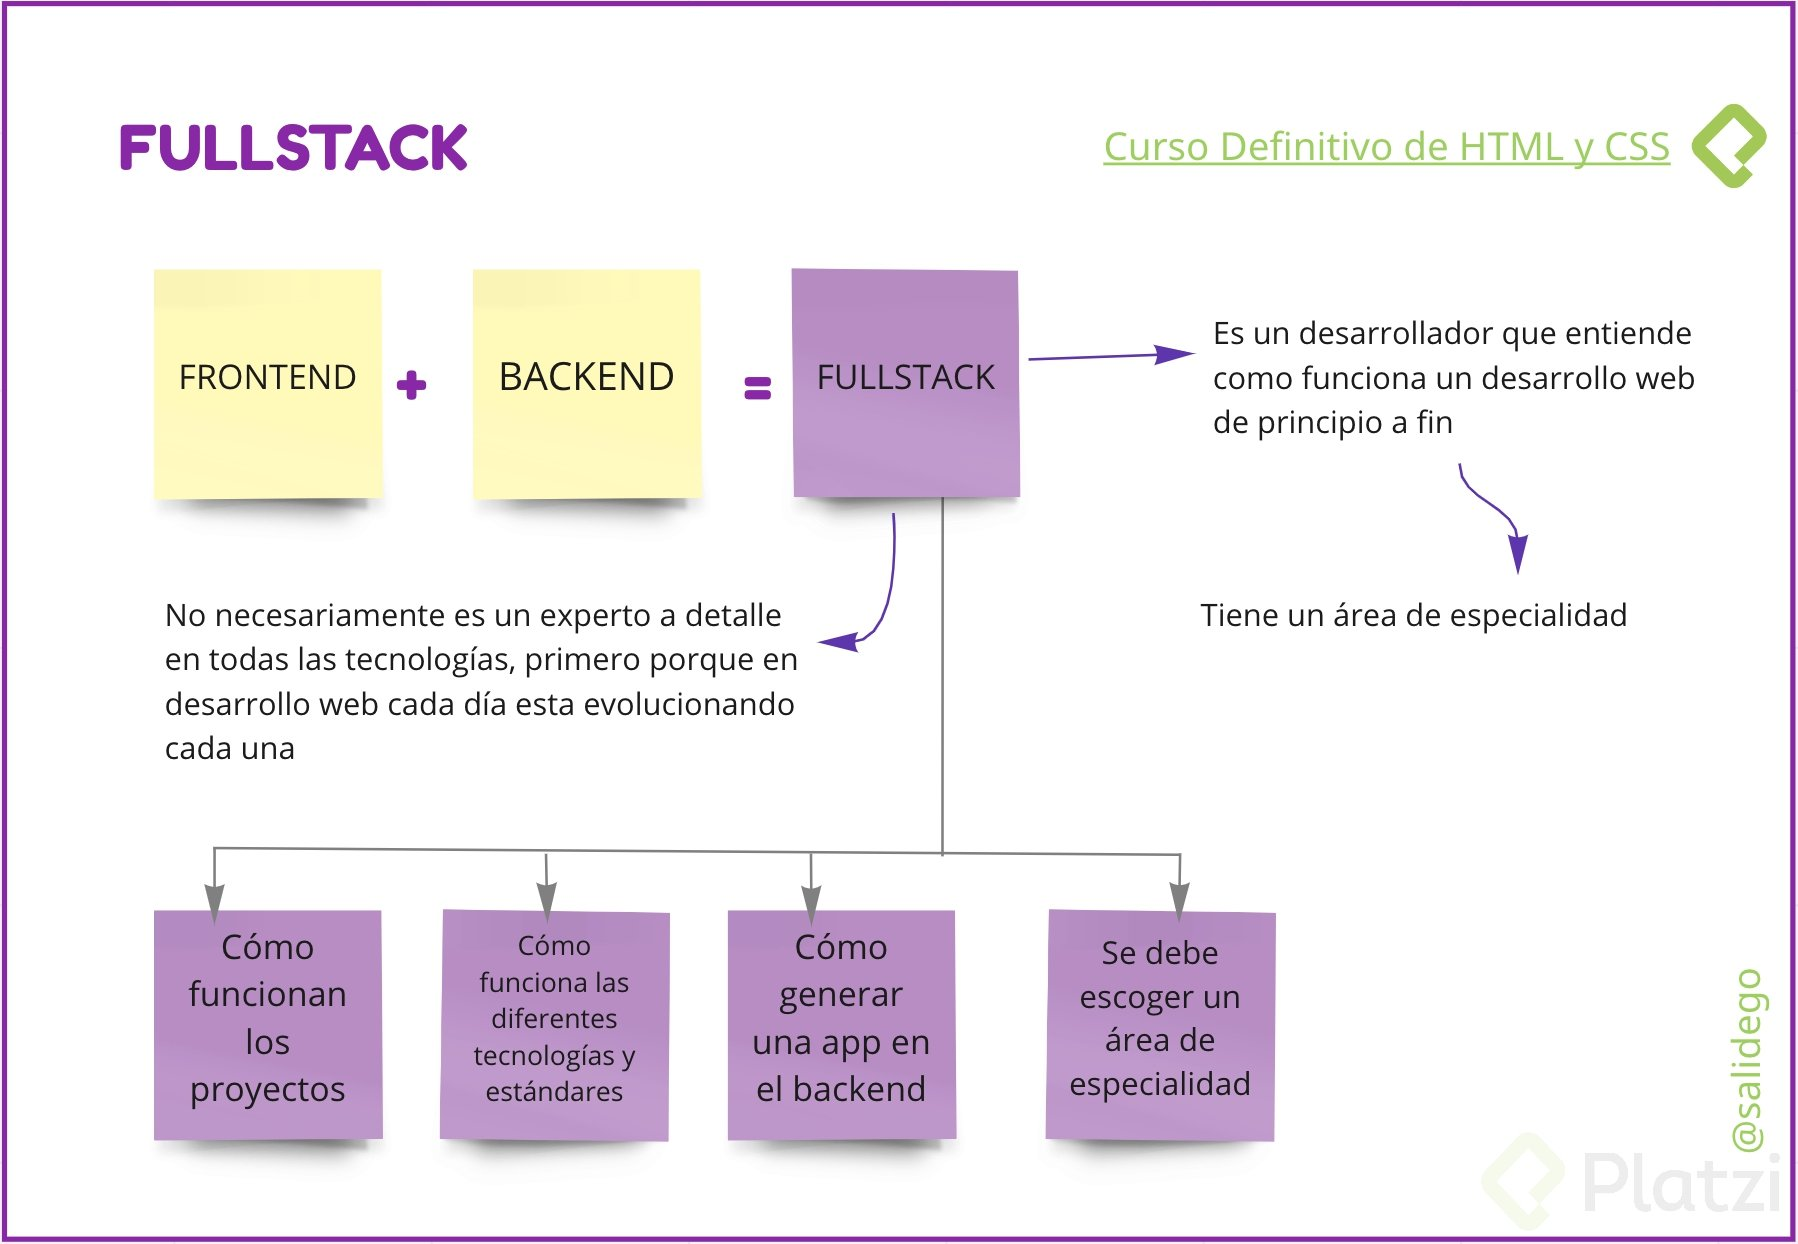 FULLSTACK
Curso Definitivo de HTML y CSS
FRONTEND
+
BACKEND
=
FULLSTACK
Es un desarrollador que entiende
como funciona un desarrollo web
de principio a fin
No necesariamente es un experto a detalle
en todas las tecnologías, primero porque en
desarrollo web cada día esta evolucionando
cada una
Tiene un área de especialidad
Cómo
funcionan
los
proyectos
Cómo
funciona las
diferentes
tecnologías y
estándares
Cómo
generar
una app en
el backend
Se debe
escoger un
área de
especialidad
@salidego
Platzi